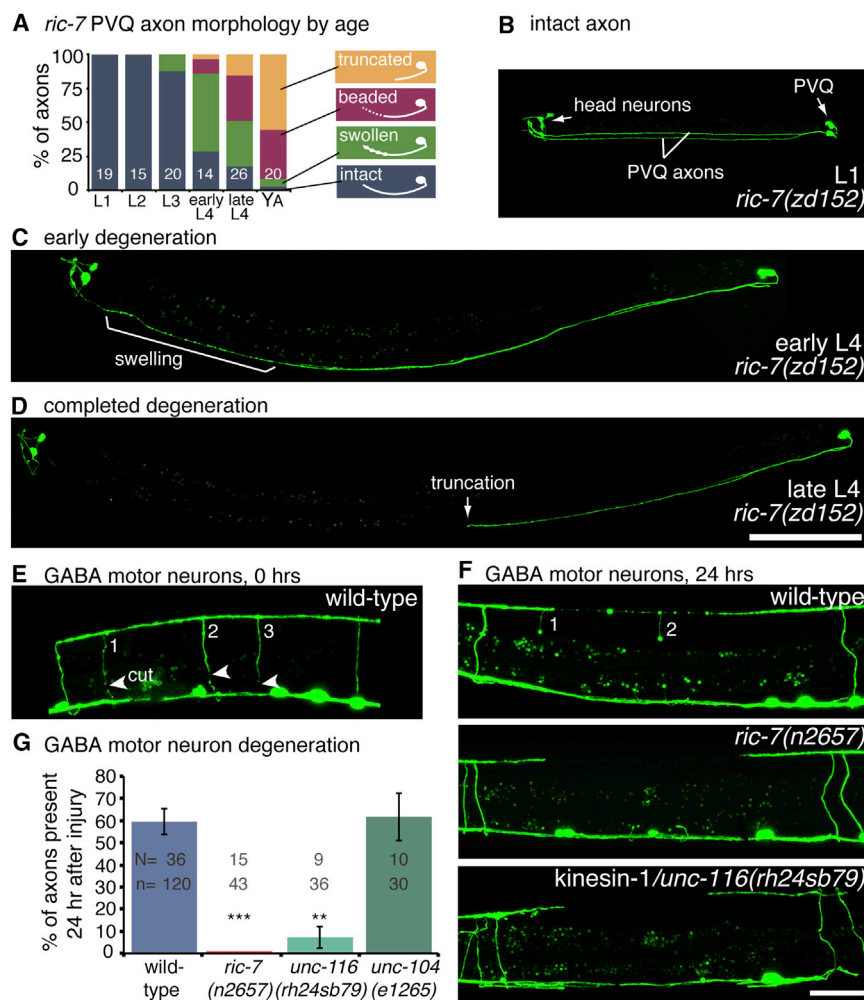 A ric-7 PVQ axon morphology by age
% of axons
100
75
50
25
0
19 15 20 14 26 20
L1 L2 L3 early L4 late L4 YA
truncated
beaded
swollen
intact
B intact axon
head neurons
PVQ
PVQ axons
L1
ric-7(zd152)
C early degeneration
swelling
early L4
ric-7(zd152)
D completed degeneration
truncation
late L4
ric-7(zd152)
E GABA motor neurons, 0 hrs
wild-type
1 2 3
cut
F GABA motor neurons, 24 hrs
wild-type
1 2
ric-7(n2657)
kinesin-1/unc-116(rh24sb79)
G GABA motor neuron degeneration
% of axons present
24 hr after injury
80
70
60
50
40
30
20
10
0
N= 36 15 9 10
n= 120 43 36 30
*** **
wild-type ric-7 (n2657) unc-116 (rh24sb79) unc-104 (e1265)